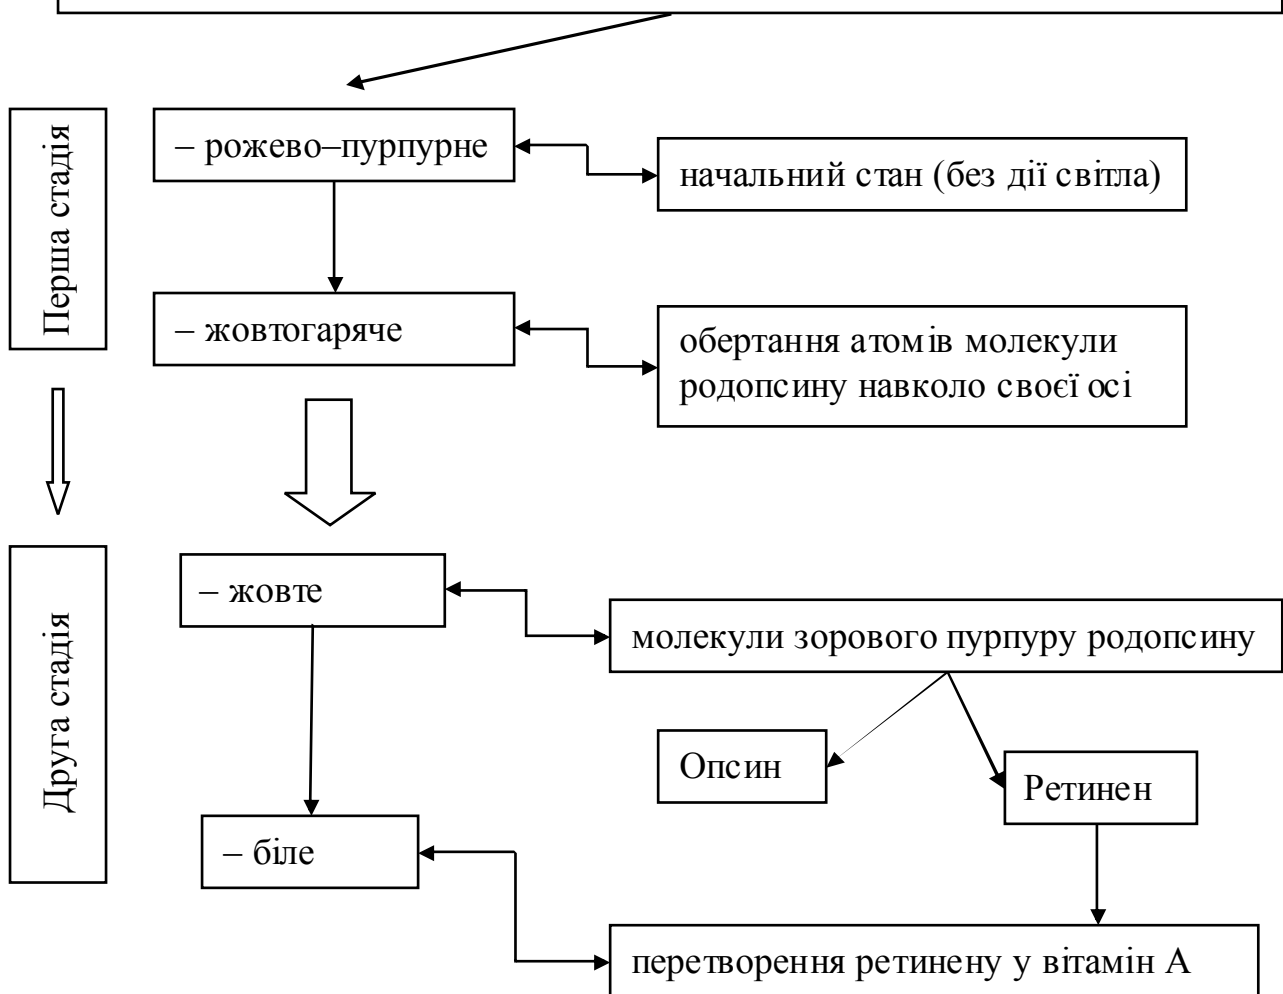 Перша стадія
– рожево–пурпурне
начальний стан (без дії світла)
– жовтогаряче
обертання атомів молекули
родопсину навколо своєї осі
Друга стадія
– жовте
молекули зорового пурпуру родопсину
Опсин
Ретинен
– біле
перетворення ретинену у вітамін А